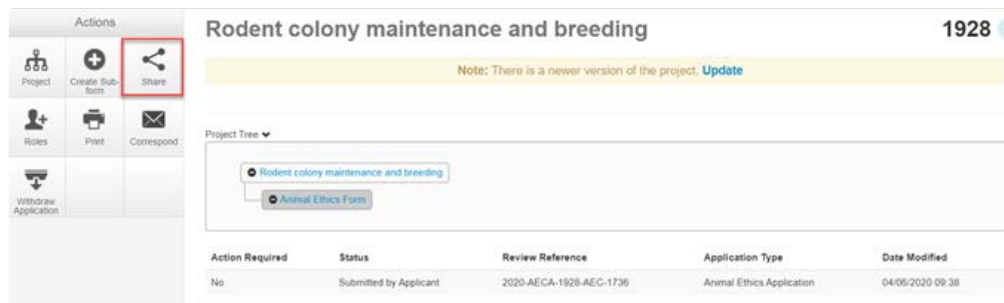 Actions
Project
Create Sub-
form
Share
Roles
Print
Correspond
Withdraw
Application
Rodent colony maintenance and breeding
1928
Note: There is a newer version of the project. Update
Project Tree
Rodent colony maintenance and breeding
Animal Ethics Form
Action Required Status Review Reference Application Type Date Modified
No Submitted by Applicant 2020-AECA-1928-AEC-1736 Animal Ethics Application 04/06/2020 09:38